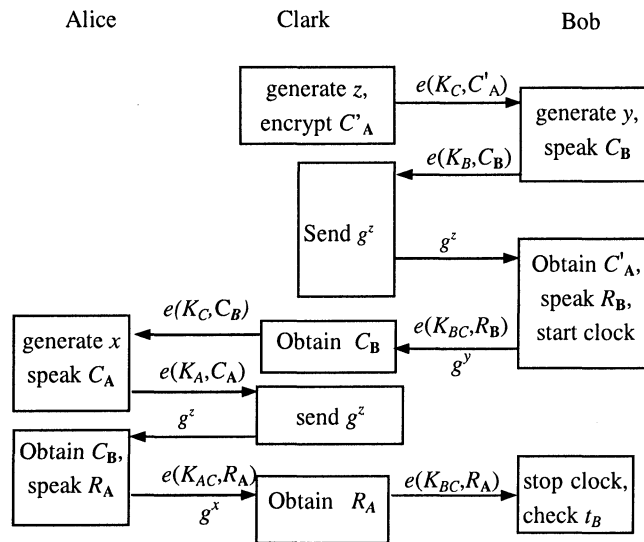 Alice Clark Bob
generate z,
encrypt C'A
e(KC,C'A)
generate y,
speak CB
e(KB,CB)
Send g^z
g^z
Obtain C'A,
speak RB,
start clock
e(KBC,RB)
g^y
Obtain CB
e(KC,CB)
generate x
speak CA
e(KA,CA)
send g^z
g^z
Obtain CB,
speak RA
e(KAC,RA)
g^x
Obtain RA
e(KBC,RA)
stop clock,
check tB